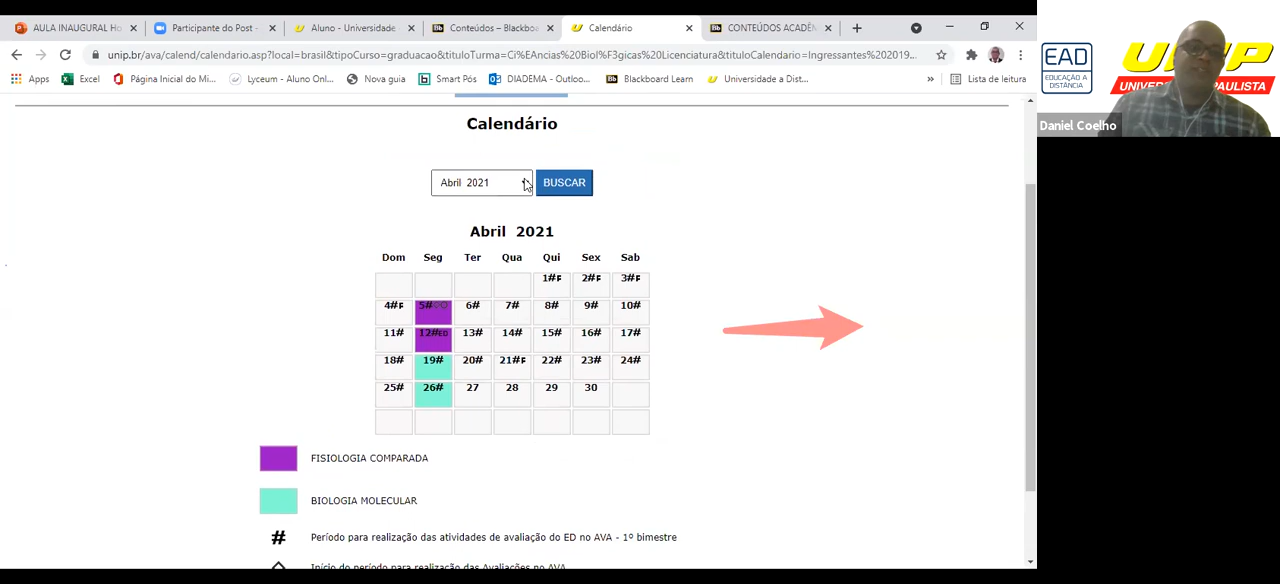 AULA INAUGURAL Ho
Participante do Post -
Aluno - Universidade
Conteúdos – Blackboa
Calendário
CONTEÚDOS ACADÊM
unip.br/ava/calend/calendario.asp?local=brasil&tipoCurso=graduacao&tituloTurma=Ci%EAncias%20Biol%F3gicas%20Licenciatura&tituloCalendario=Ingressantes%202019...
Apps
Excel
Página Inicial do Mi...
Lyceum - Aluno Onl...
Nova guia
Smart Pós
DIADEMA - Outloo...
Blackboard Learn
Universidade a Dist...
»
Lista de leitura
EAD
EDUCAÇÃO A
DISTÂNCIA
Daniel Coelho
Calendário
Abril 2021
BUSCAR
Abril 2021
Dom Seg Ter Qua Qui Sex Sab
1#F 2#F 3#F
4#F 5# 6# 7# 8# 9# 10#
11# 12#ED 13# 14# 15# 16# 17#
18# 19# 20# 21#F 22# 23# 24#
25# 26# 27 28 29 30
FISIOLOGIA COMPARADA
BIOLOGIA MOLECULAR
# Período para realização das atividades de avaliação do ED no AVA - 1º bimestre
Início do período para realização das Avaliações no AVA